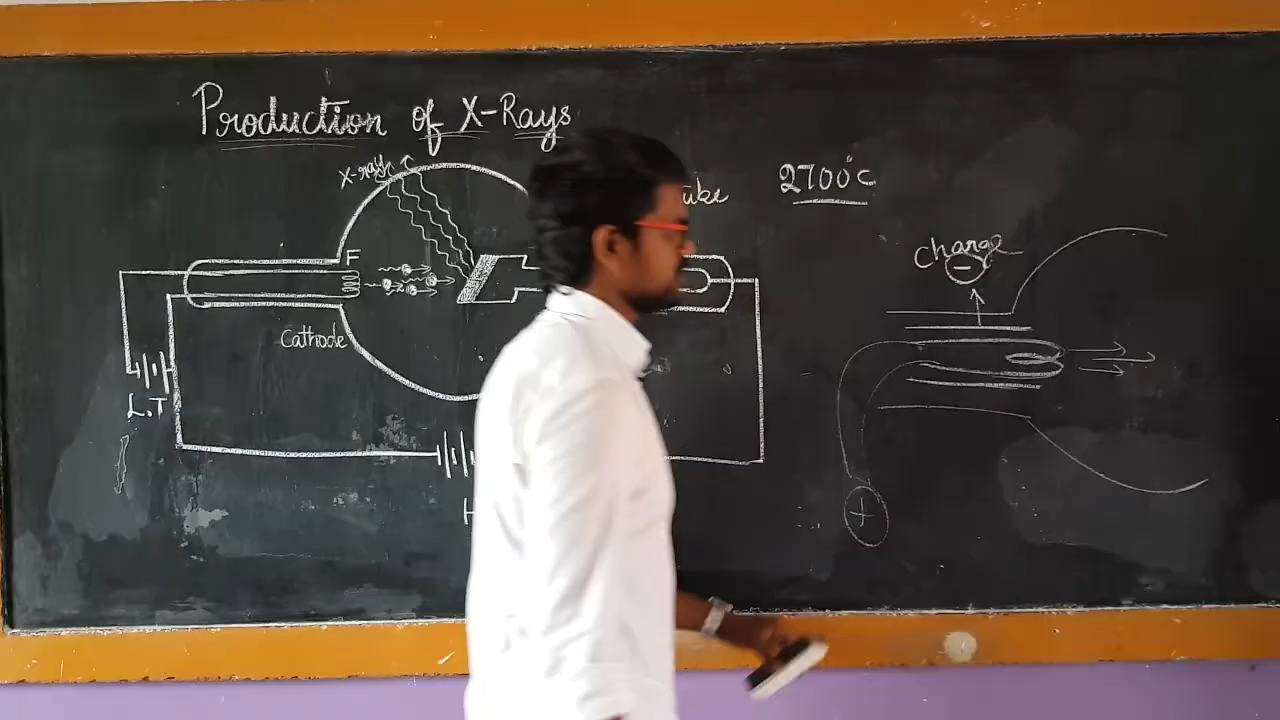 Production of X-Rays
X-rays
2700°C
F
charge
-
Cathode
L.T
+